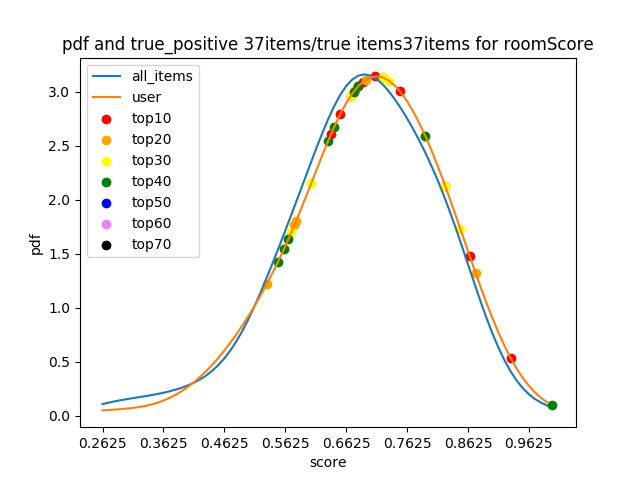 pdf and true_positive 37items/true items37items for roomScore
all_items
user
top10
top20
top30
top40
top50
top60
top70
pdf
3.0
2.5
2.0
1.5
1.0
0.5
0.0
0.2625 0.3625 0.4625 0.5625 0.6625 0.7625 0.8625 0.9625
score